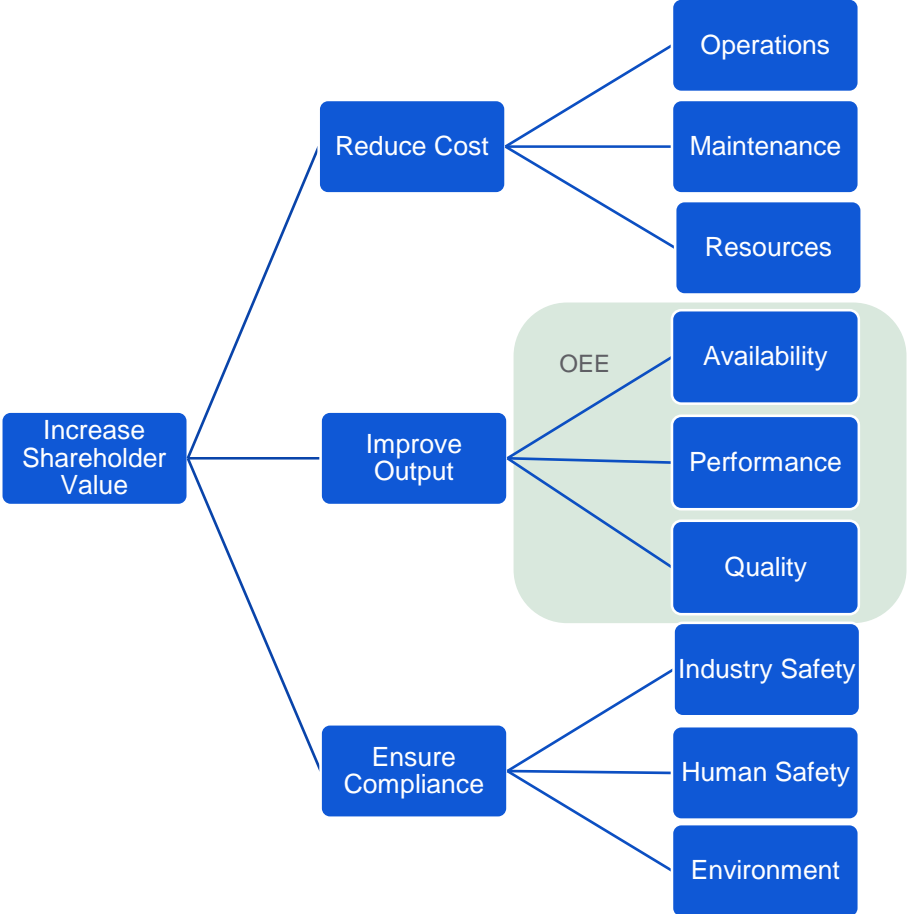 Operations
Reduce Cost
Maintenance
Resources
OEE
Availability
Increase
Shareholder
Value
Improve
Output
Performance
Quality
Industry Safety
Ensure
Compliance
Human Safety
Environment